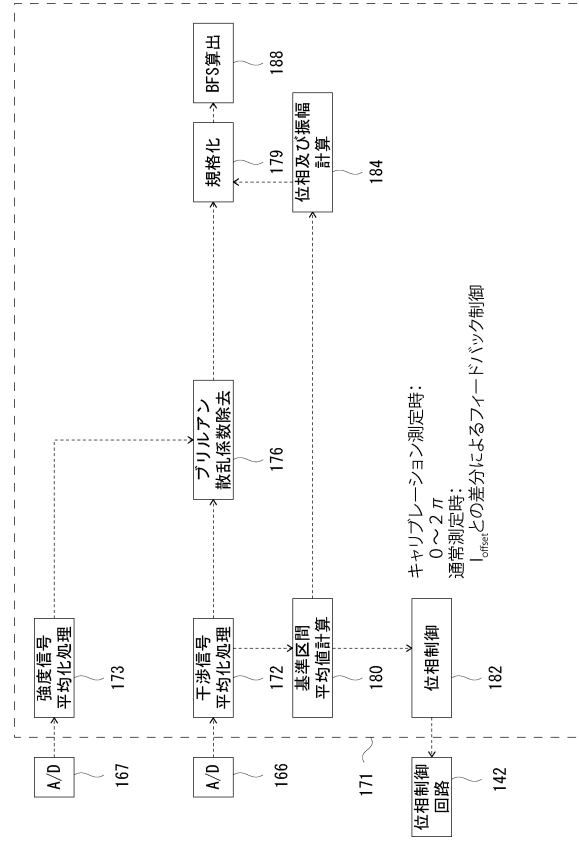 A/D
167
強度信号
平均化処理
173
A/D
166
干渉信号
平均化処理
172
ブリルアン
散乱係数除去
176
規格化
179
BFS算出
188
基準区間
平均値計算
180
位相及び振幅
計算
184
位相制御
182
位相制御
回路
142
171
キャリブレーション測定時：
0～2π
通常測定時：
Ioffsetとの差分によるフィードバック制御